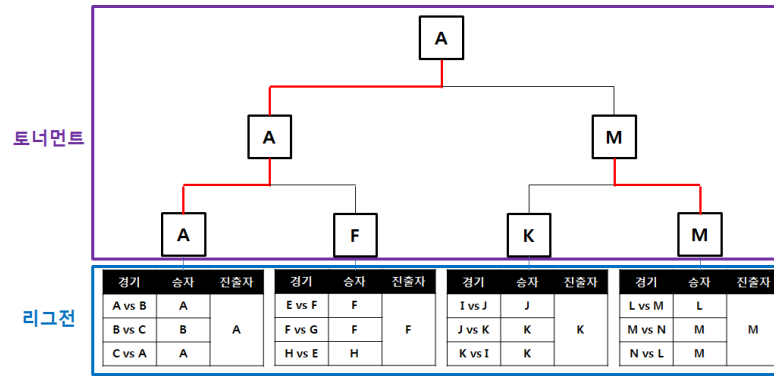 A
토너먼트
A
M
A
F
K
M
리그전
경기 승자 진출자
A vs B A
B vs C B
C vs A A
A
경기 승자 진출자
E vs F F
F vs G F
H vs E H
F
경기 승자 진출자
I vs J J
J vs K K
K vs I K
K
경기 승자 진출자
L vs M L
M vs N M
N vs L M
M